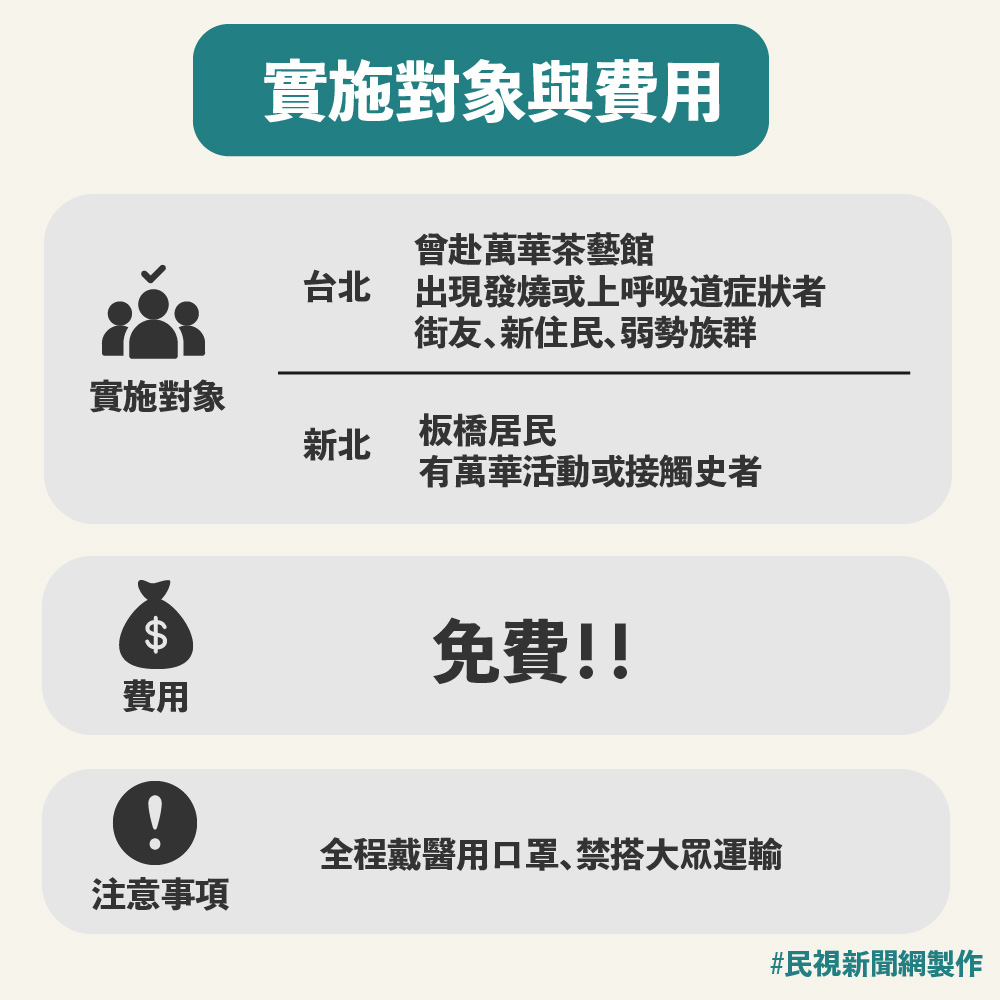 實施對象與費用
實施對象
台北
曾赴萬華茶藝館
出現發燒或上呼吸道症狀者
街友、新住民、弱勢族群
新北
板橋居民
有萬華活動或接觸史者
$
費用
免費!!
注意事項
全程戴醫用口罩、禁搭大眾運輸
#民視新聞網製作